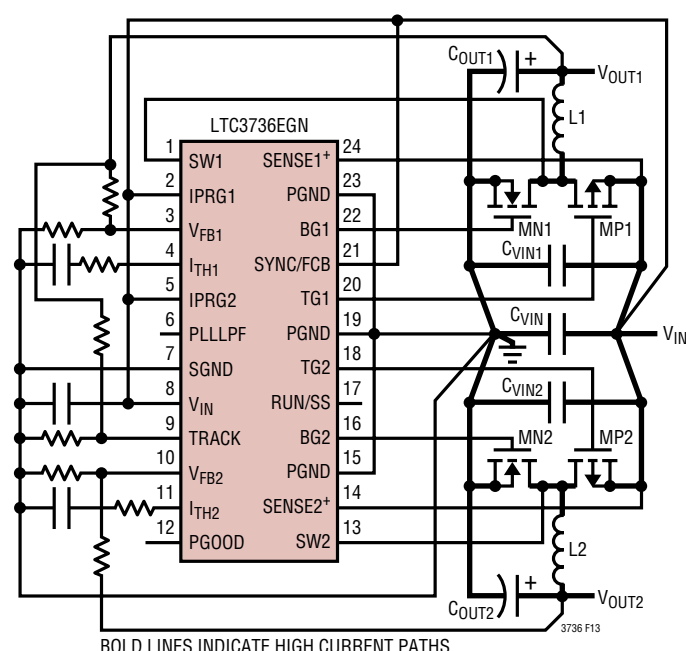 COUT1
+
VOUT1
LTC3736EGN
L1
1
SW1
SENSE1+
24
2
IPRG1
PGND
23
3
VFB1
BG1
22
MN1
MP1
4
ITH1
SYNC/FCB
21
CVIN1
5
IPRG2
TG1
20
6
PLLLPF
PGND
19
CVIN
VIN
7
SGND
TG2
18
8
VIN
RUN/SS
17
CVIN2
9
TRACK
BG2
16
MN2
MP2
10
VFB2
PGND
15
11
ITH2
SENSE2+
14
12
PGOOD
SW2
13
L2
COUT2
+
VOUT2
3736 F13
BOLD LINES INDICATE HIGH CURRENT PATHS